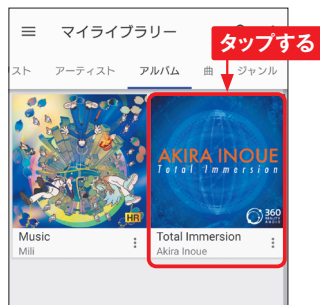 マイライブラリー
タップする
スト アーティスト アルバム 曲 ジャンル
HR
AKIRA INOUE
Total Immersion
360
REALITY
AUDIO
Music
Mili
Total Immersion
Akira Inoue